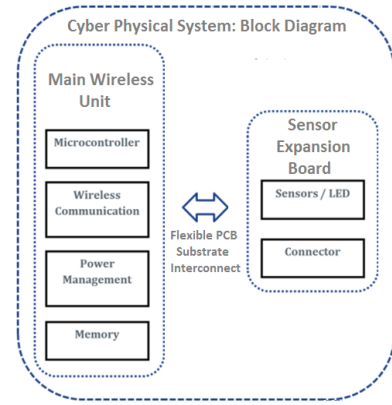 Cyber Physical System: Block Diagram
Main Wireless
Unit
Microcontroller
Wireless
Communication
Power
Management
Memory
Flexible PCB
Substrate
Interconnect
Sensor
Expansion
Board
Sensors / LED
Connector